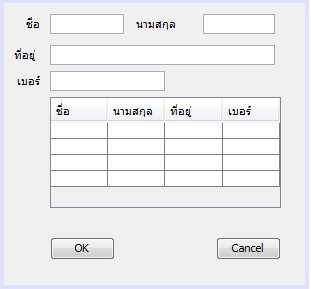 ชื่อ นามสกุล
ที่อยู่
เบอร์
ชื่อ นามสกุล ที่อยู่ เบอร์
OK Cancel